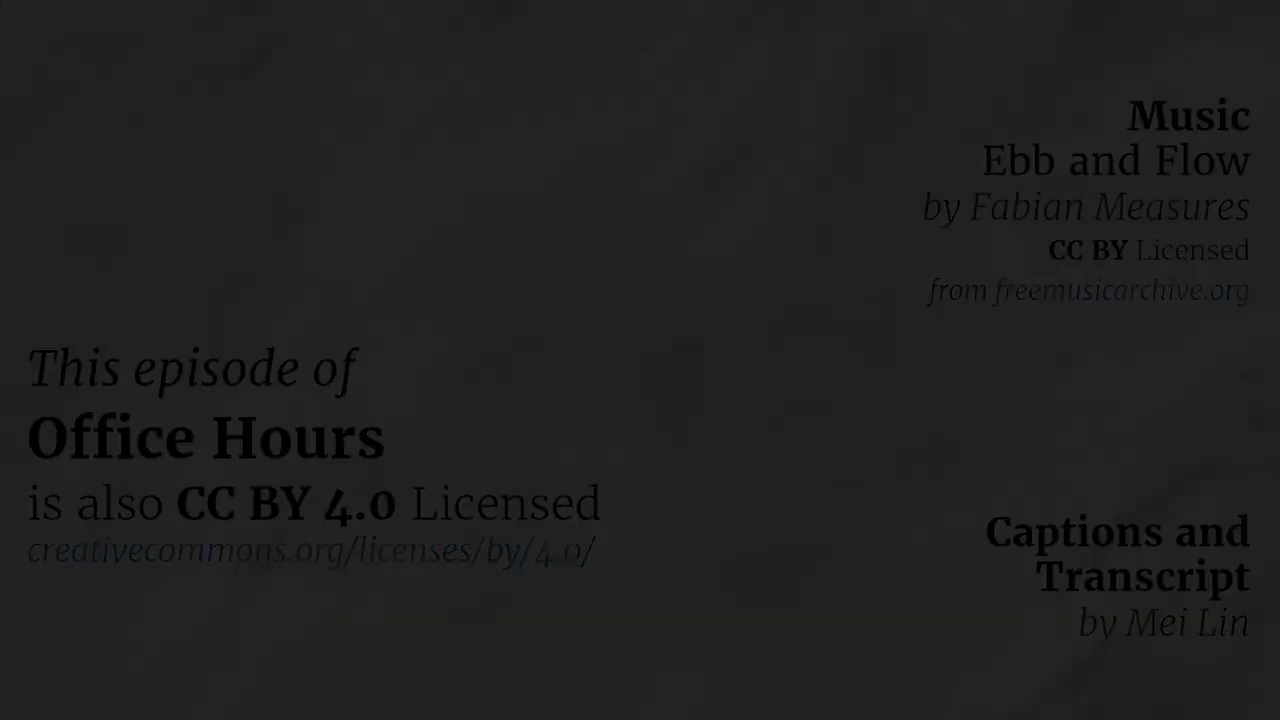 Music
Ebb and Flow
by Fabian Measures
CC BY Licensed
from freemusicarchive.org
This episode of
Office Hours
is also CC BY 4.0 Licensed
creativecommons.org/licenses/by/4.0/
Captions and
Transcript
by Mei Lin